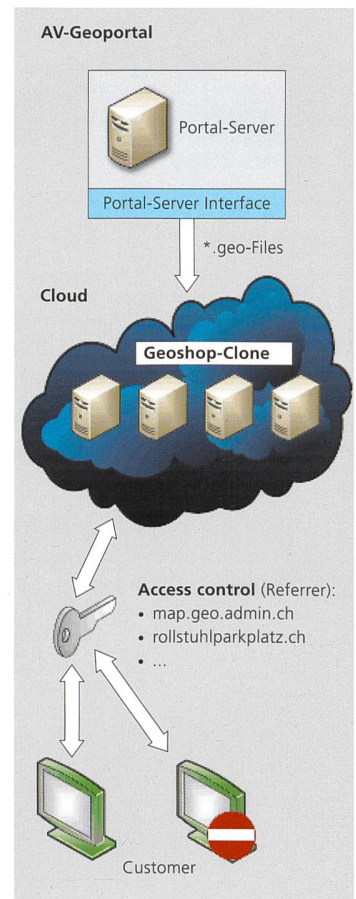 AV-Geoportal
Portal-Server
Portal-Server Interface
*.geo-Files
Cloud
Geoshop-Clone
Access control (Referrer):
• map.geo.admin.ch
• rollstuhlparkplatz.ch
• ...
Customer